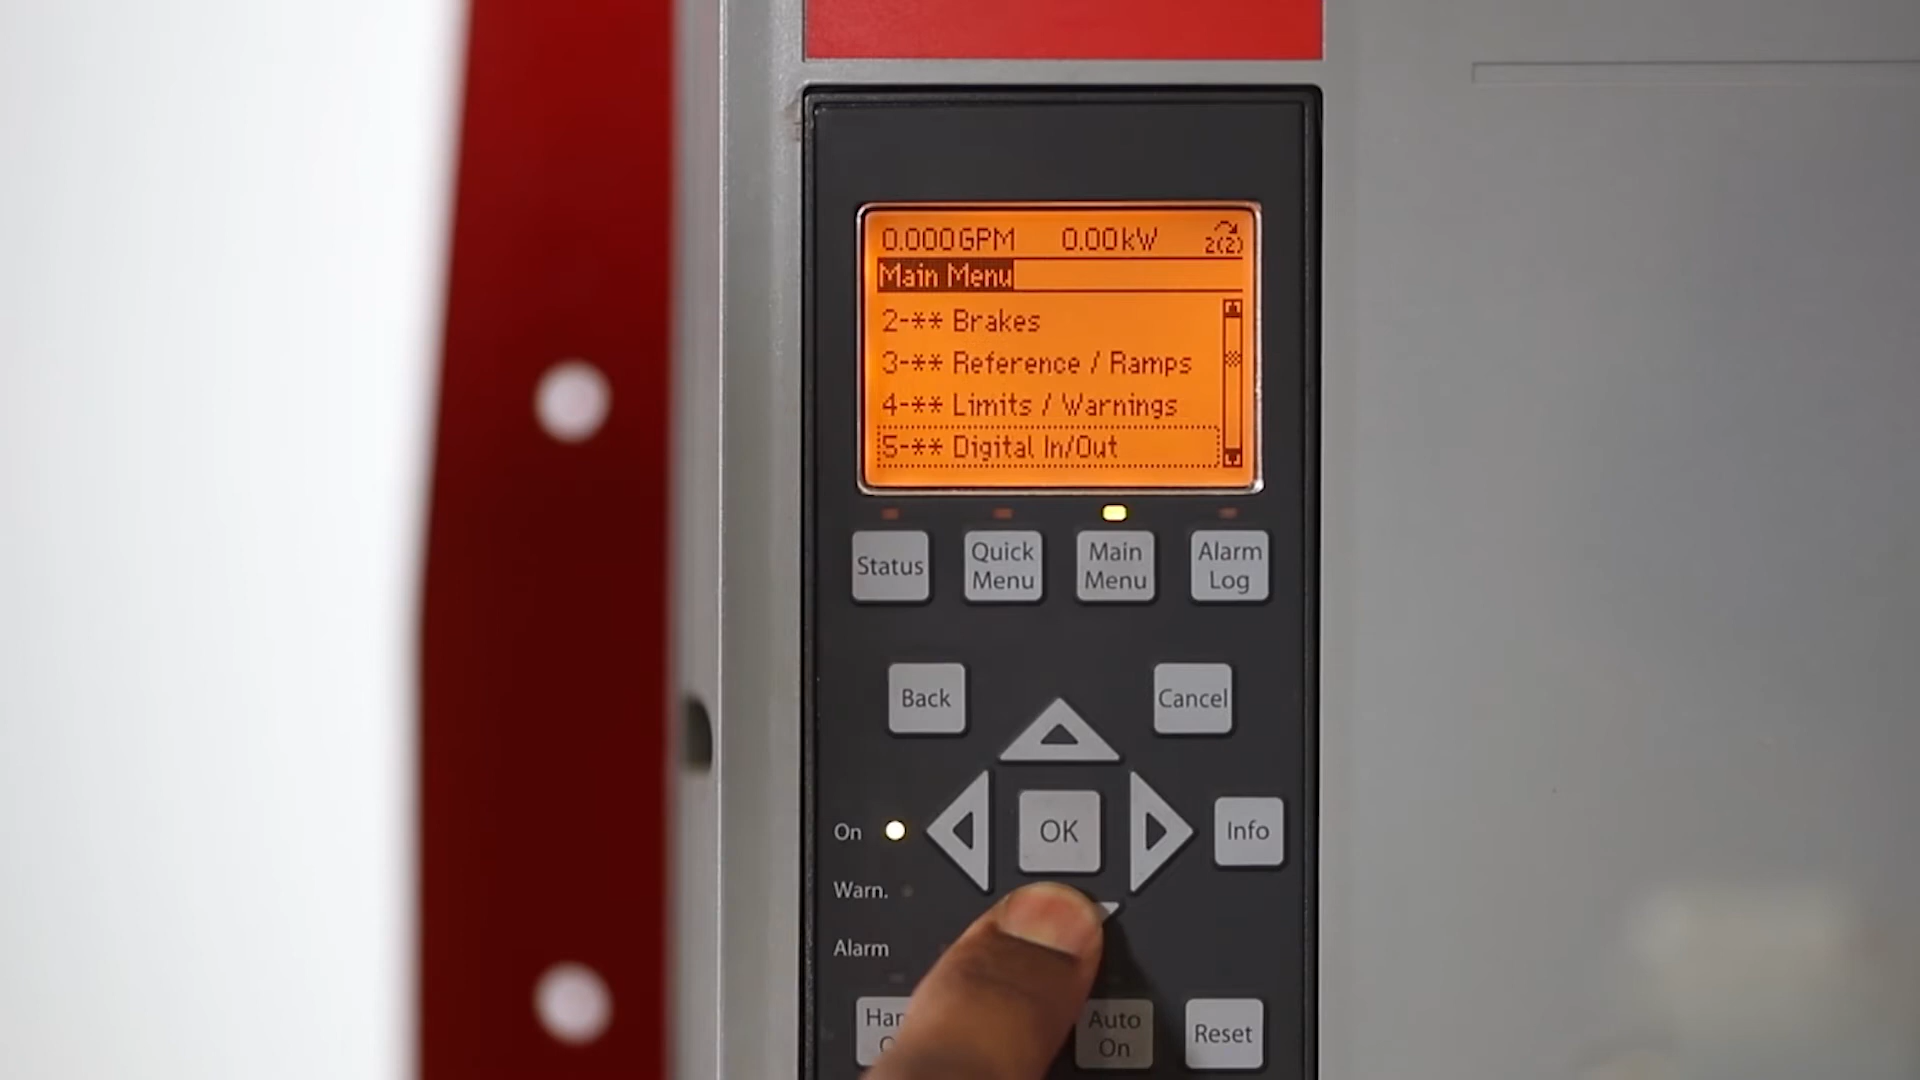 0.000GPM 0.00kW 2(2)
Main Menu
2-** Brakes
3-** Reference / Ramps
4-** Limits / Warnings
5-** Digital In/Out
Status
Quick Menu
Main Menu
Alarm Log
Back
Cancel
OK
Info
On
Warn.
Alarm
Auto On
Reset